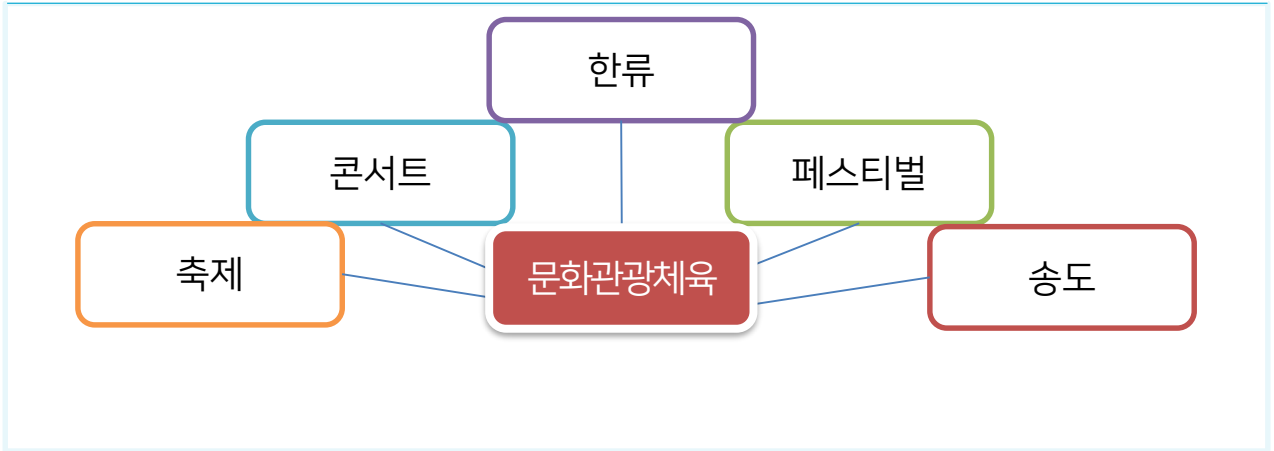 한류
콘서트
페스티벌
축제
문화관광체육
송도